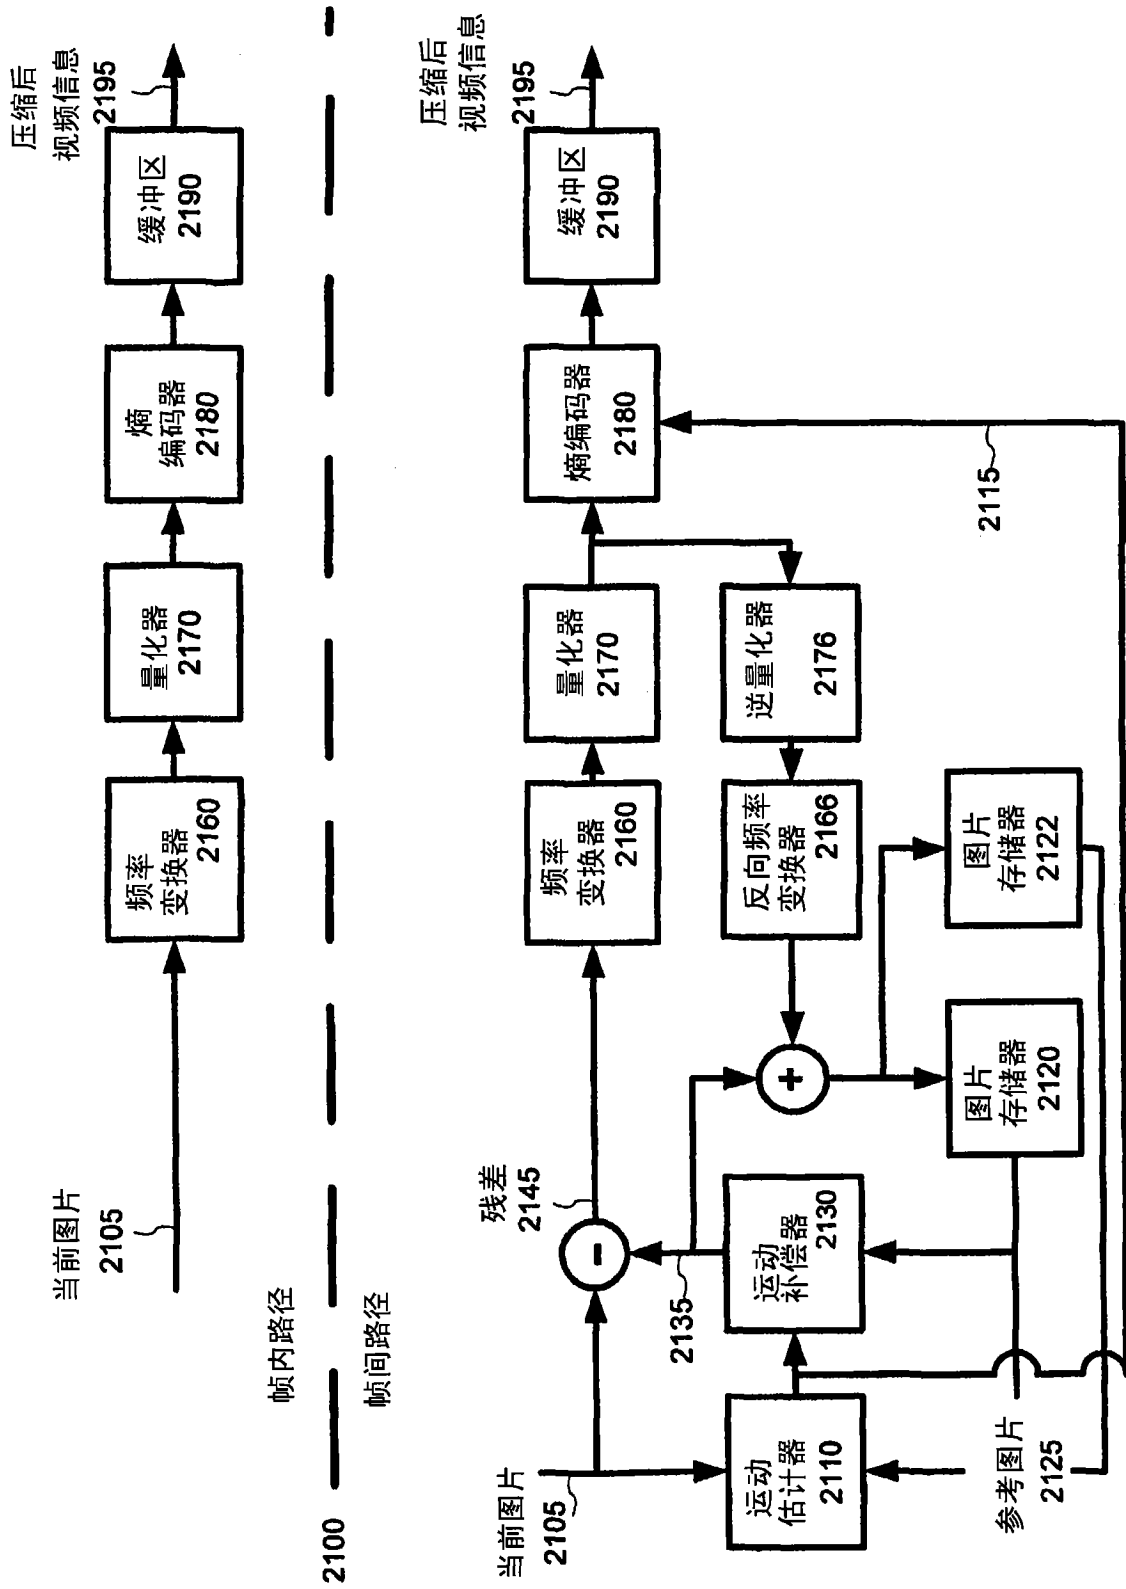 当前图片
2105
频率
变换器
2160
量化器
2170
熵
编码器
2180
缓冲区
2190
压缩后
视频信息
2195
帧内路径
2100
帧间路径
当前图片
2105
残差
2145
频率
变换器
2160
量化器
2170
熵编码器
2180
缓冲区
2190
压缩后
视频信息
2195
-
2135
运动
估计器
2110
运动
补偿器
2130
+
反向频率
变换器
2166
逆量化器
2176
参考图片
2125
图片
存储器
2120
图片
存储器
2122
2115